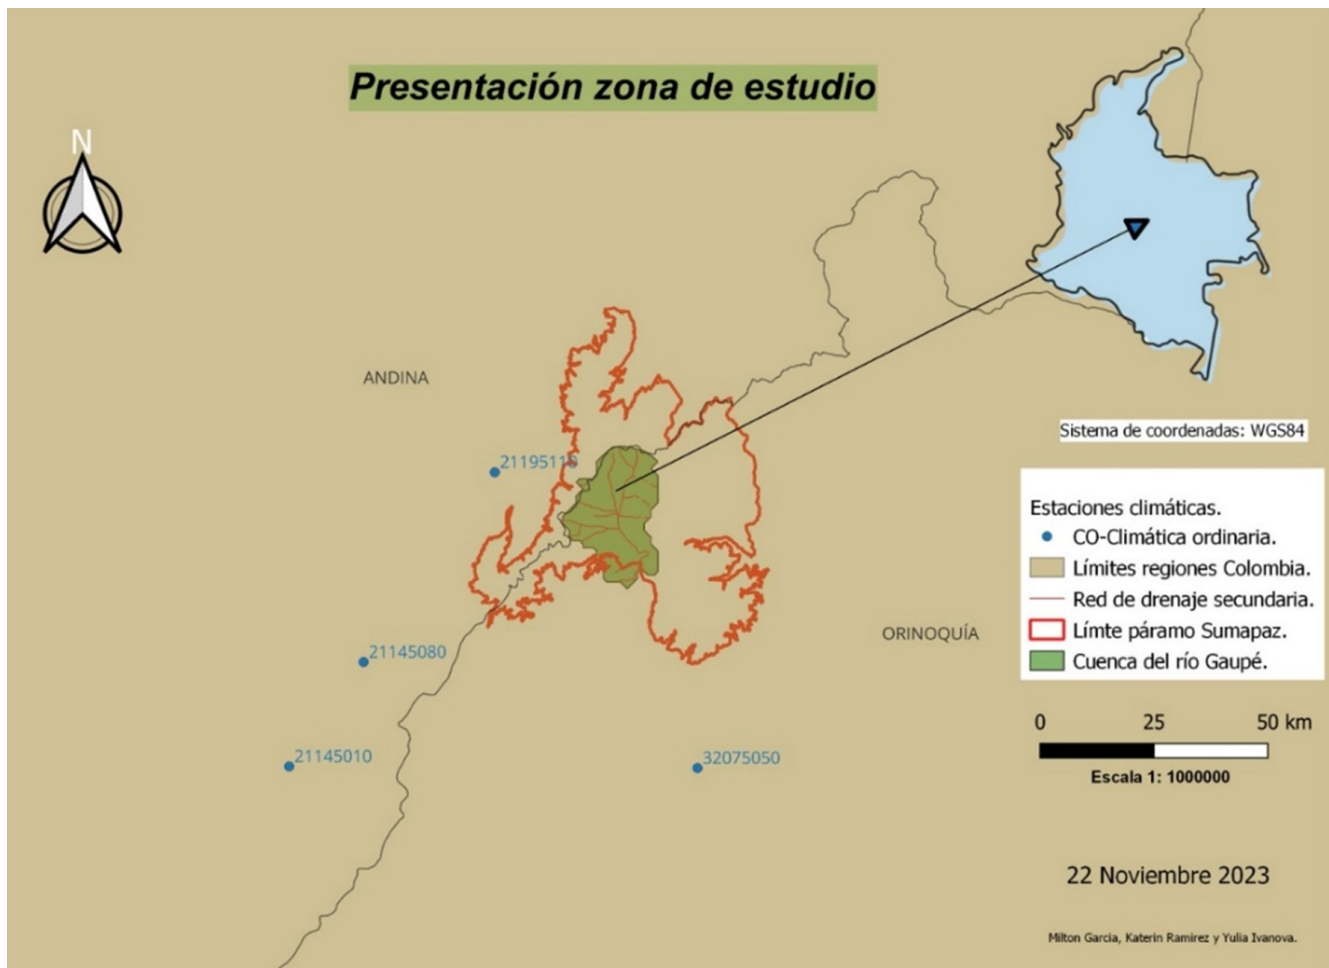 Presentación zona de estudio
N
ANDINA
21195110
Sistema de coordenadas: WGS84
Estaciones climáticas.
CO-Climática ordinaria.
Límites regiones Colombia.
Red de drenaje secundaria.
Límte páramo Sumapaz.
Cuenca del río Gaupé.
ORINOQUÍA
21145080
21145010
32075050
0 25 50 km
Escala 1: 1000000
22 Noviembre 2023
Milton Garcia, Katerin Ramirez y Yulia Ivanova.